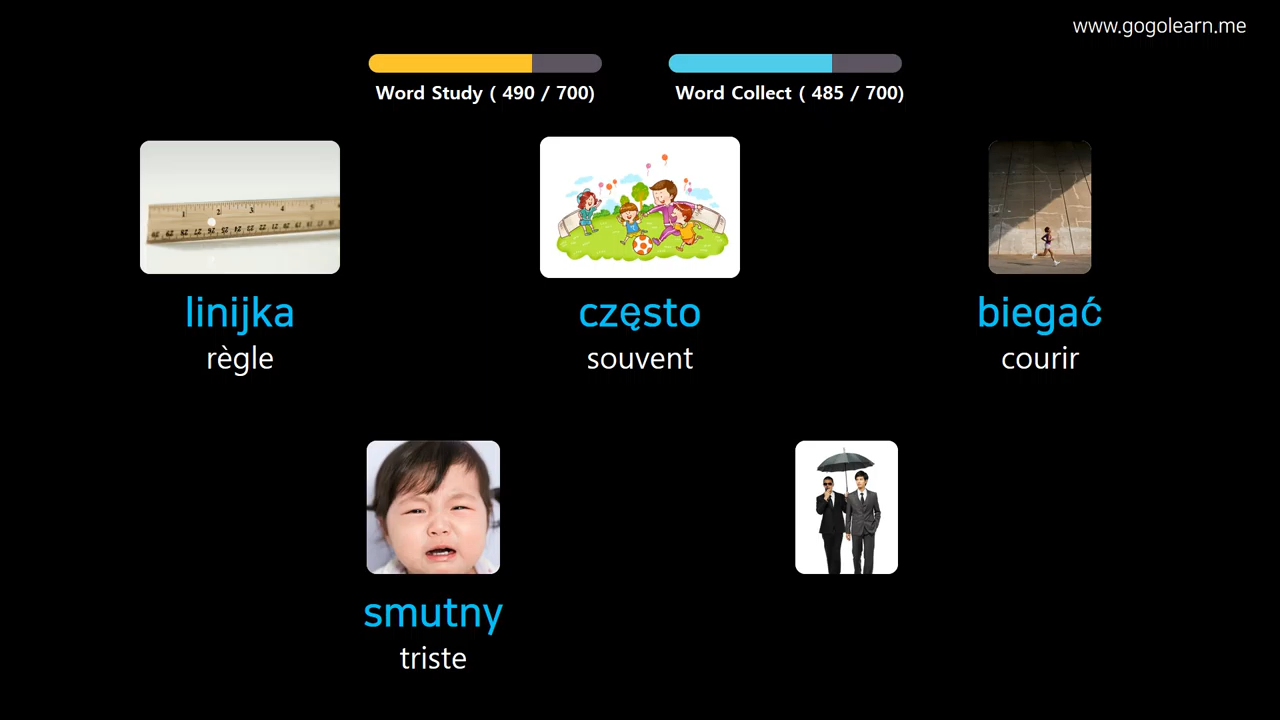 www.gogolearn.me
Word Study ( 490 / 700)
Word Collect ( 485 / 700)
linijka
règle
często
souvent
biegać
courir
smutny
triste